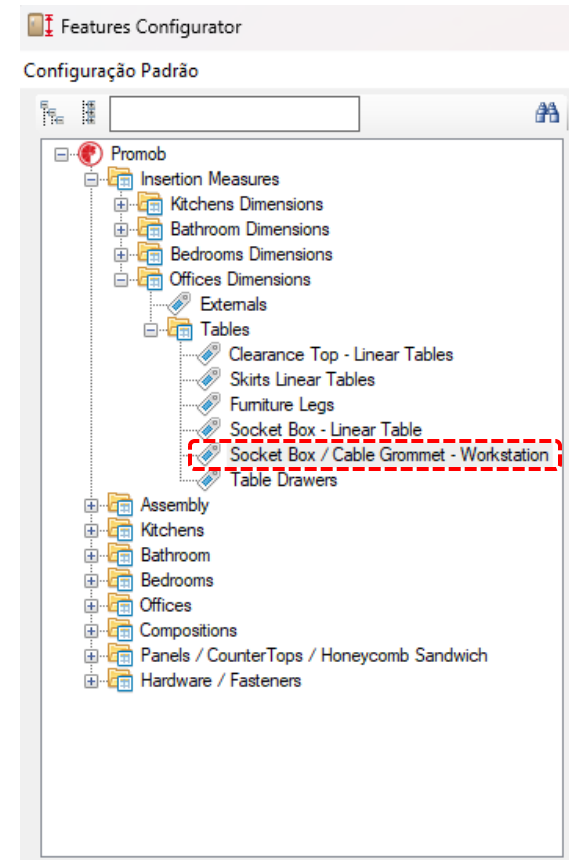 Features Configurator
Configuração Padrão
Promob
Insertion Measures
Kitchens Dimensions
Bathroom Dimensions
Bedrooms Dimensions
Offices Dimensions
Externals
Tables
Clearance Top - Linear Tables
Skirts Linear Tables
Furniture Legs
Socket Box - Linear Table
Socket Box / Cable Grommet - Workstation
Table Drawers
Assembly
Kitchens
Bathroom
Bedrooms
Offices
Compositions
Panels / CounterTops / Honeycomb Sandwich
Hardware / Fasteners